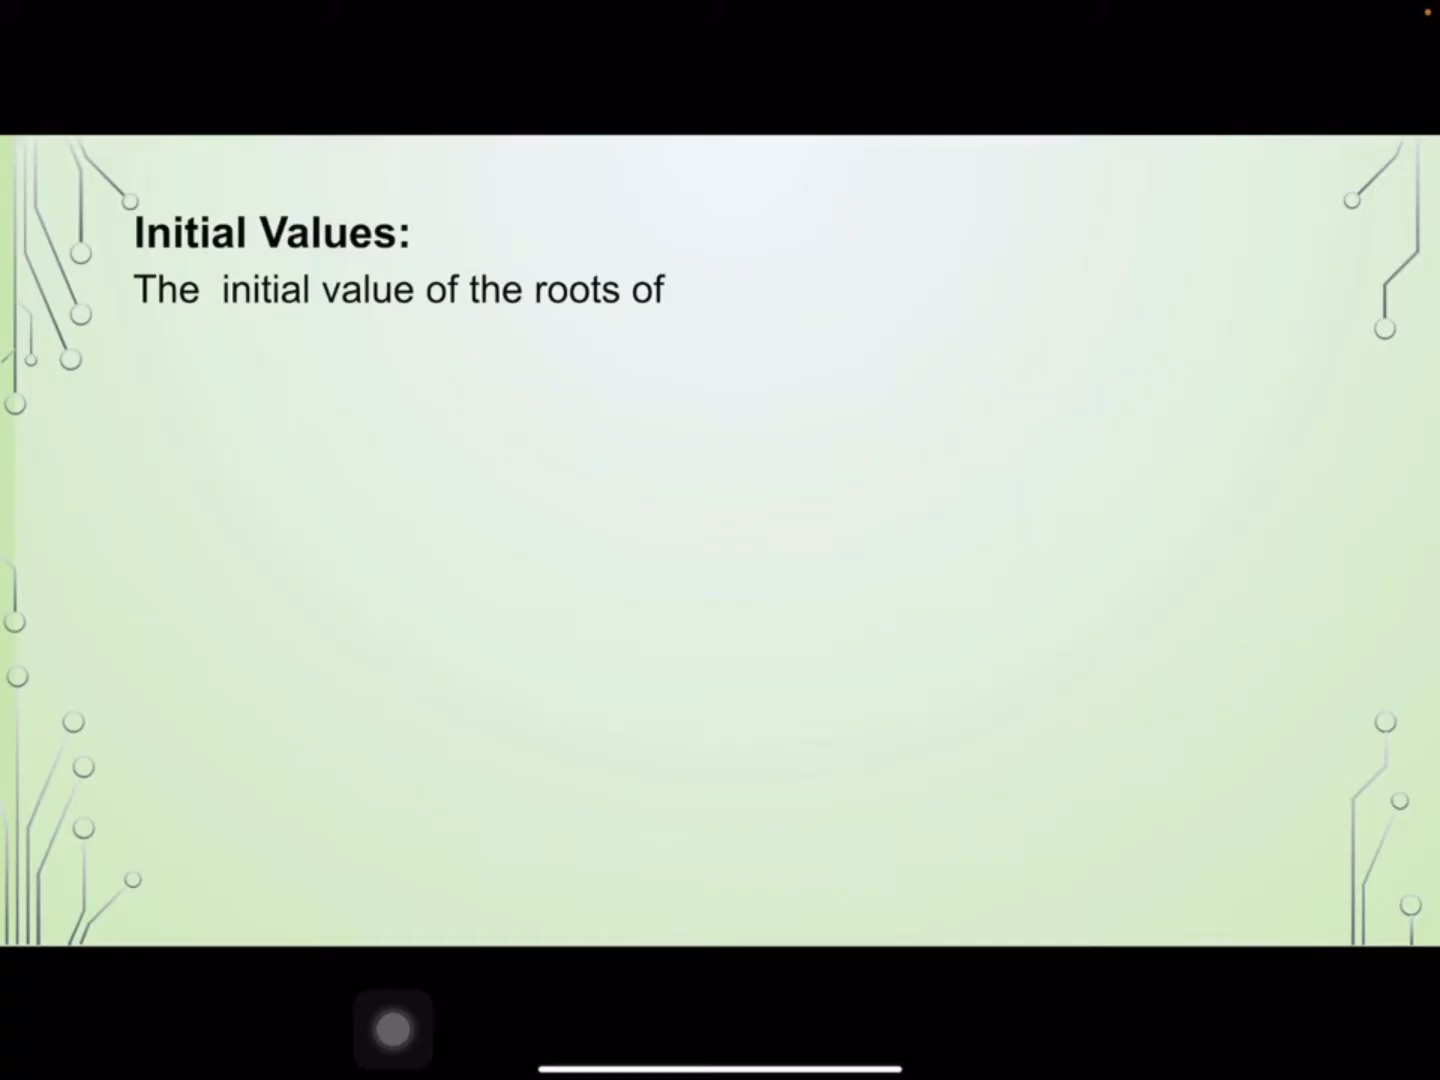 Initial Values:
The  initial value of the roots of